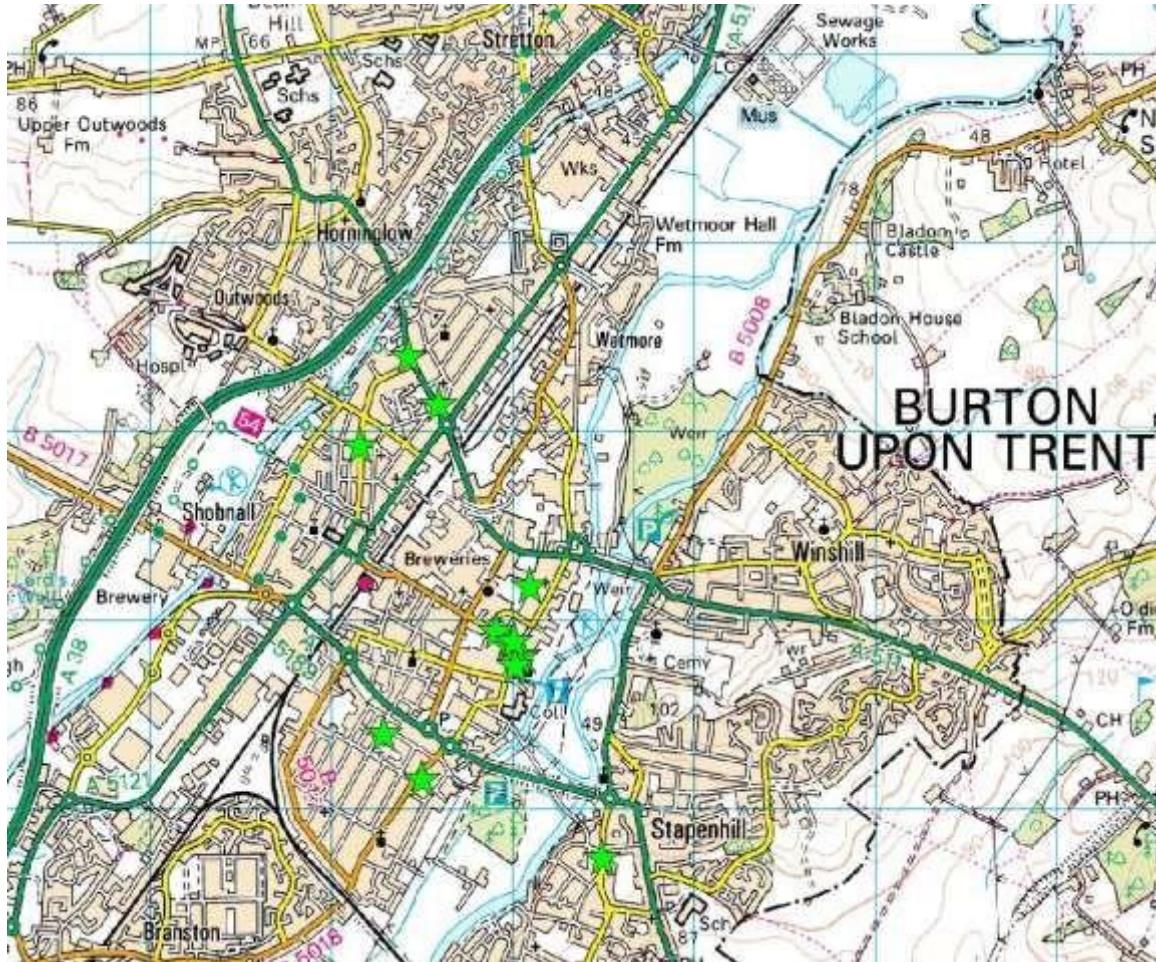 MP
66
Hill
Stretton
Sewage
Works
Schs
PH
86
Schs
LC
PH
Upper Outwoods
Fm
Mus
48
Wks
Hotel
78
Wetmoor Hall
Fm
Bladon
Castle
Horninglow
Outwoods
Bladon House
School
B 5008
Wetmore
Hospl
BURTON
UPON TRENT
54
B 5017
Weir
Shobnall
Breweries
Winshill
Brewery
Weir
A 38
A 511
Cemy
102
125
120
Coll
49
P
CH
A 5121
PH
Stapenhill
Sch
Branston
5018
87